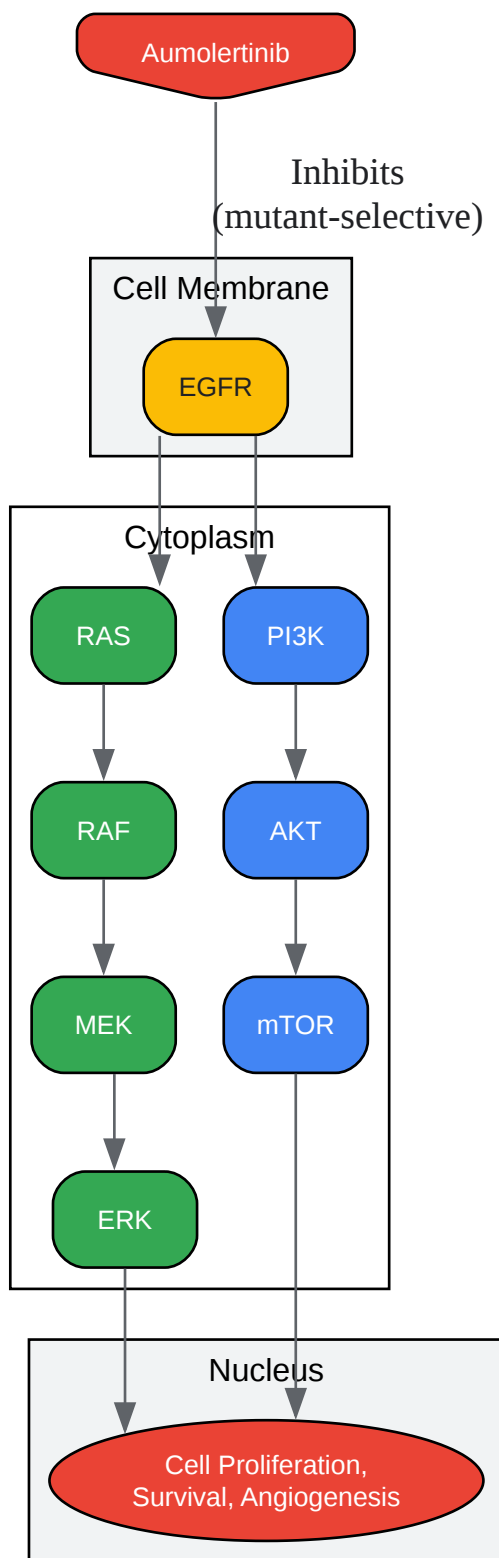 Aumolertinib
Inhibits
(mutant-selective)
Cell Membrane
EGFR
Cytoplasm
RAS
PI3K
RAF
AKT
MEK
mTOR
ERK
Nucleus
Cell Proliferation,
Survival, Angiogenesis